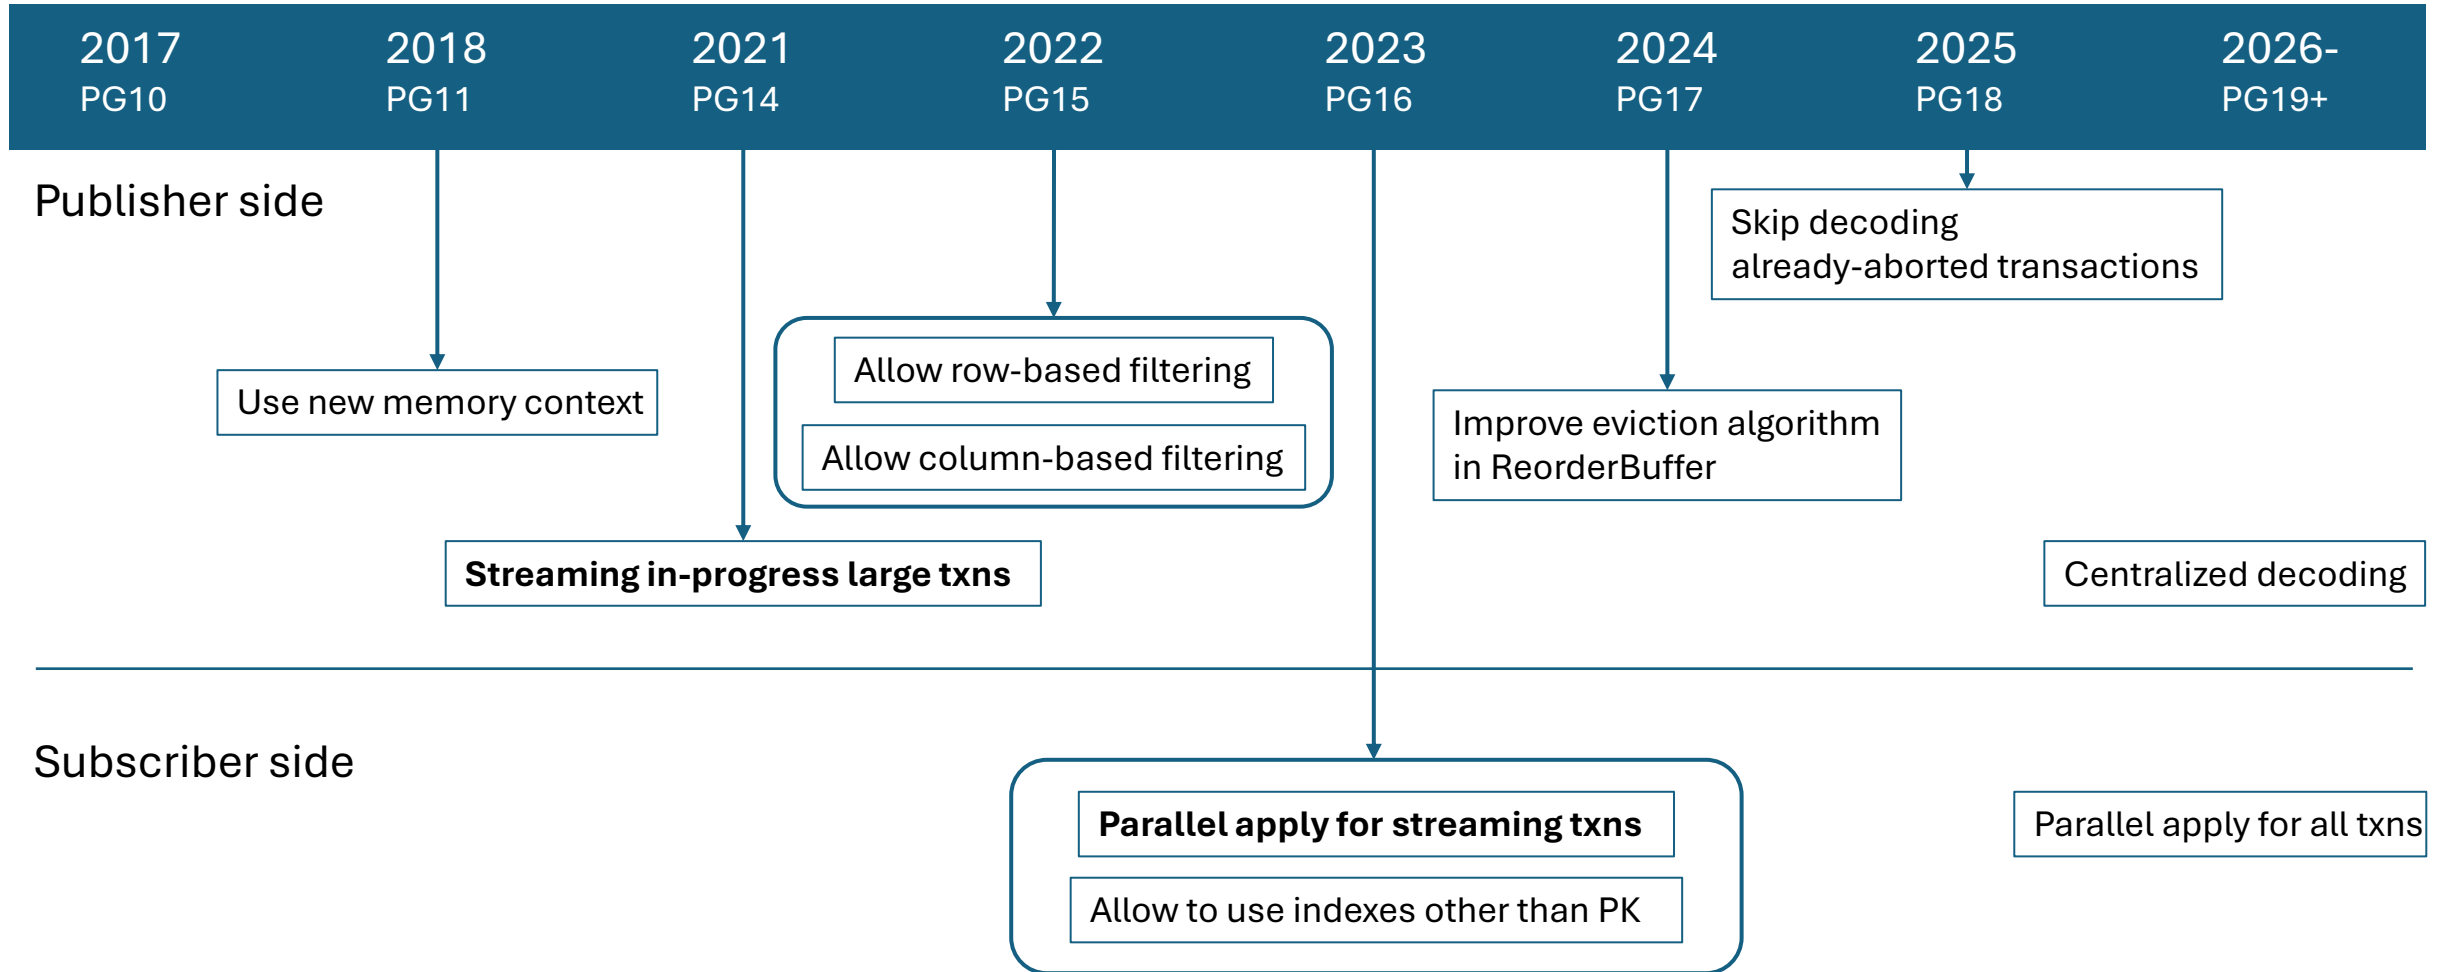 2017
PG10
2018
PG11
2021
PG14
2022
PG15
2023
PG16
2024
PG17
2025
PG18
2026-
PG19+
Publisher side
Skip decoding
already-aborted transactions
Allow row-based filtering
Use new memory context
Allow column-based filtering
Improve eviction algorithm
in ReorderBuffer
Streaming in-progress large txns
Centralized decoding
Subscriber side
Parallel apply for streaming txns
Parallel apply for all txns
Allow to use indexes other than PK